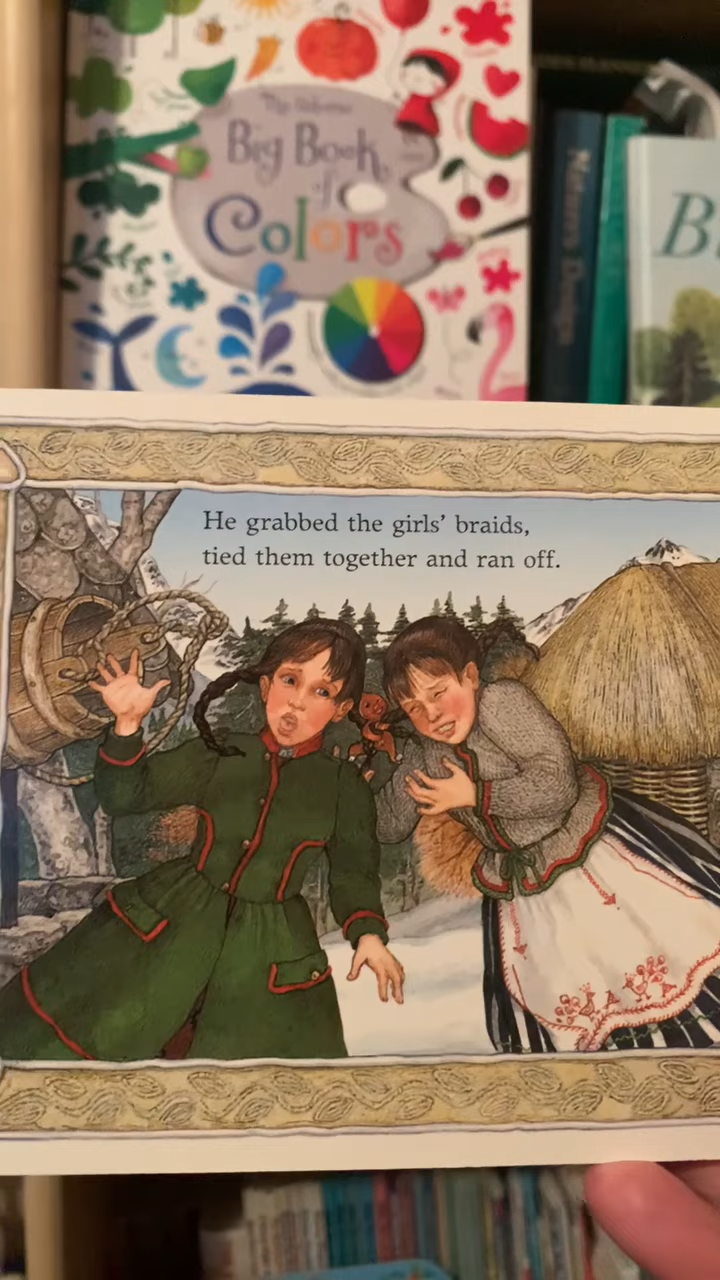 Big Book
of
Colors
He grabbed the girls' braids,
tied them together and ran off.